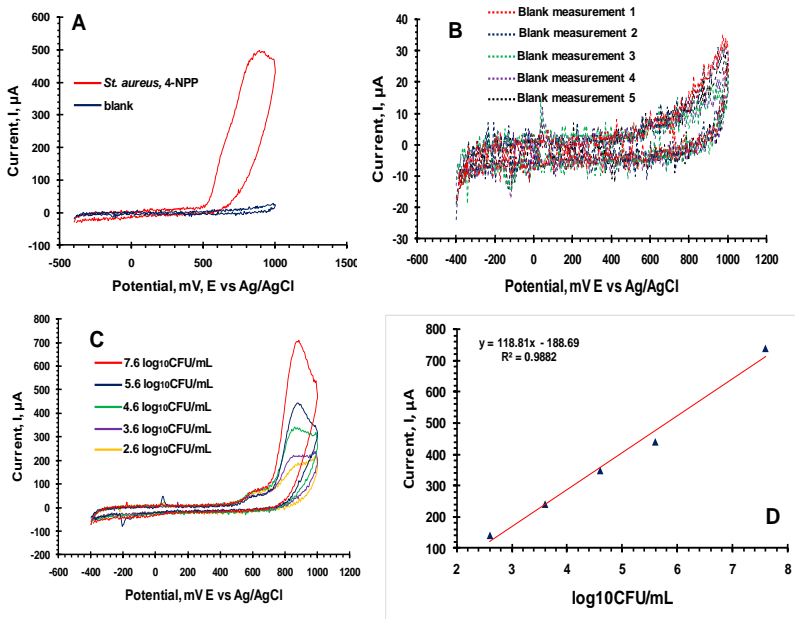 A
600
500
400
300
200
100
0
-100
-500
0
500
1000
1500
Current, I, µA
Potential, mV, E vs Ag/AgCl
St. aureus, 4-NPP
blank
B
Blank measurement 1
Blank measurement 2
Blank measurement 3
Blank measurement 4
Blank measurement 5
40
30
20
10
0
-10
-20
-30
-600
-400
-200
0
200
400
600
800
1000
1200
Current, I, µA
Potential, mV E vs Ag/AgCl
C
7.6 log10CFU/mL
5.6 log10CFU/mL
4.6 log10CFU/mL
3.6 log10CFU/mL
2.6 log10CFU/mL
800
700
600
500
400
300
200
100
0
-100
-200
-600
-400
-200
0
200
400
600
800
1000
1200
Current, I, µA
Potential, mV E vs Ag/AgCl
y = 118.81x - 188.69
R² = 0.9882
800
700
600
500
400
300
200
100
2
3
4
5
6
7
8
Current, I, µA
log10CFU/mL
D